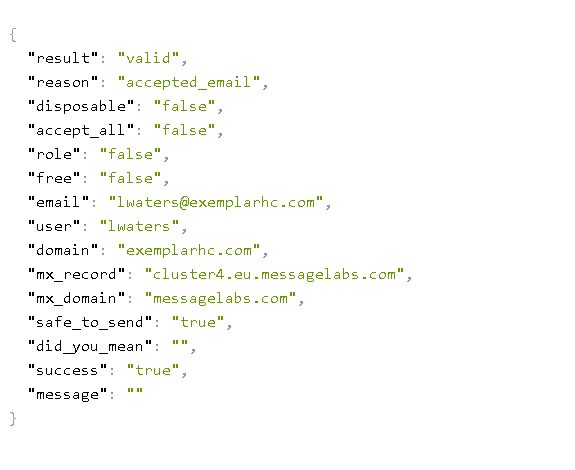 {
"result": "valid",
"reason": "accepted_email",
"disposable": "false",
"accept_all": "false",
"role": "false",
"free": "false",
"email": "lwaters@exemplarhc.com",
"user": "lwaters",
"domain": "exemplarhc.com",
"mx_record": "cluster4.eu.messagelabs.com",
"mx_domain": "messagelabs.com",
"safe_to_send": "true",
"did_you_mean": "",
"success": "true",
"message": ""
}